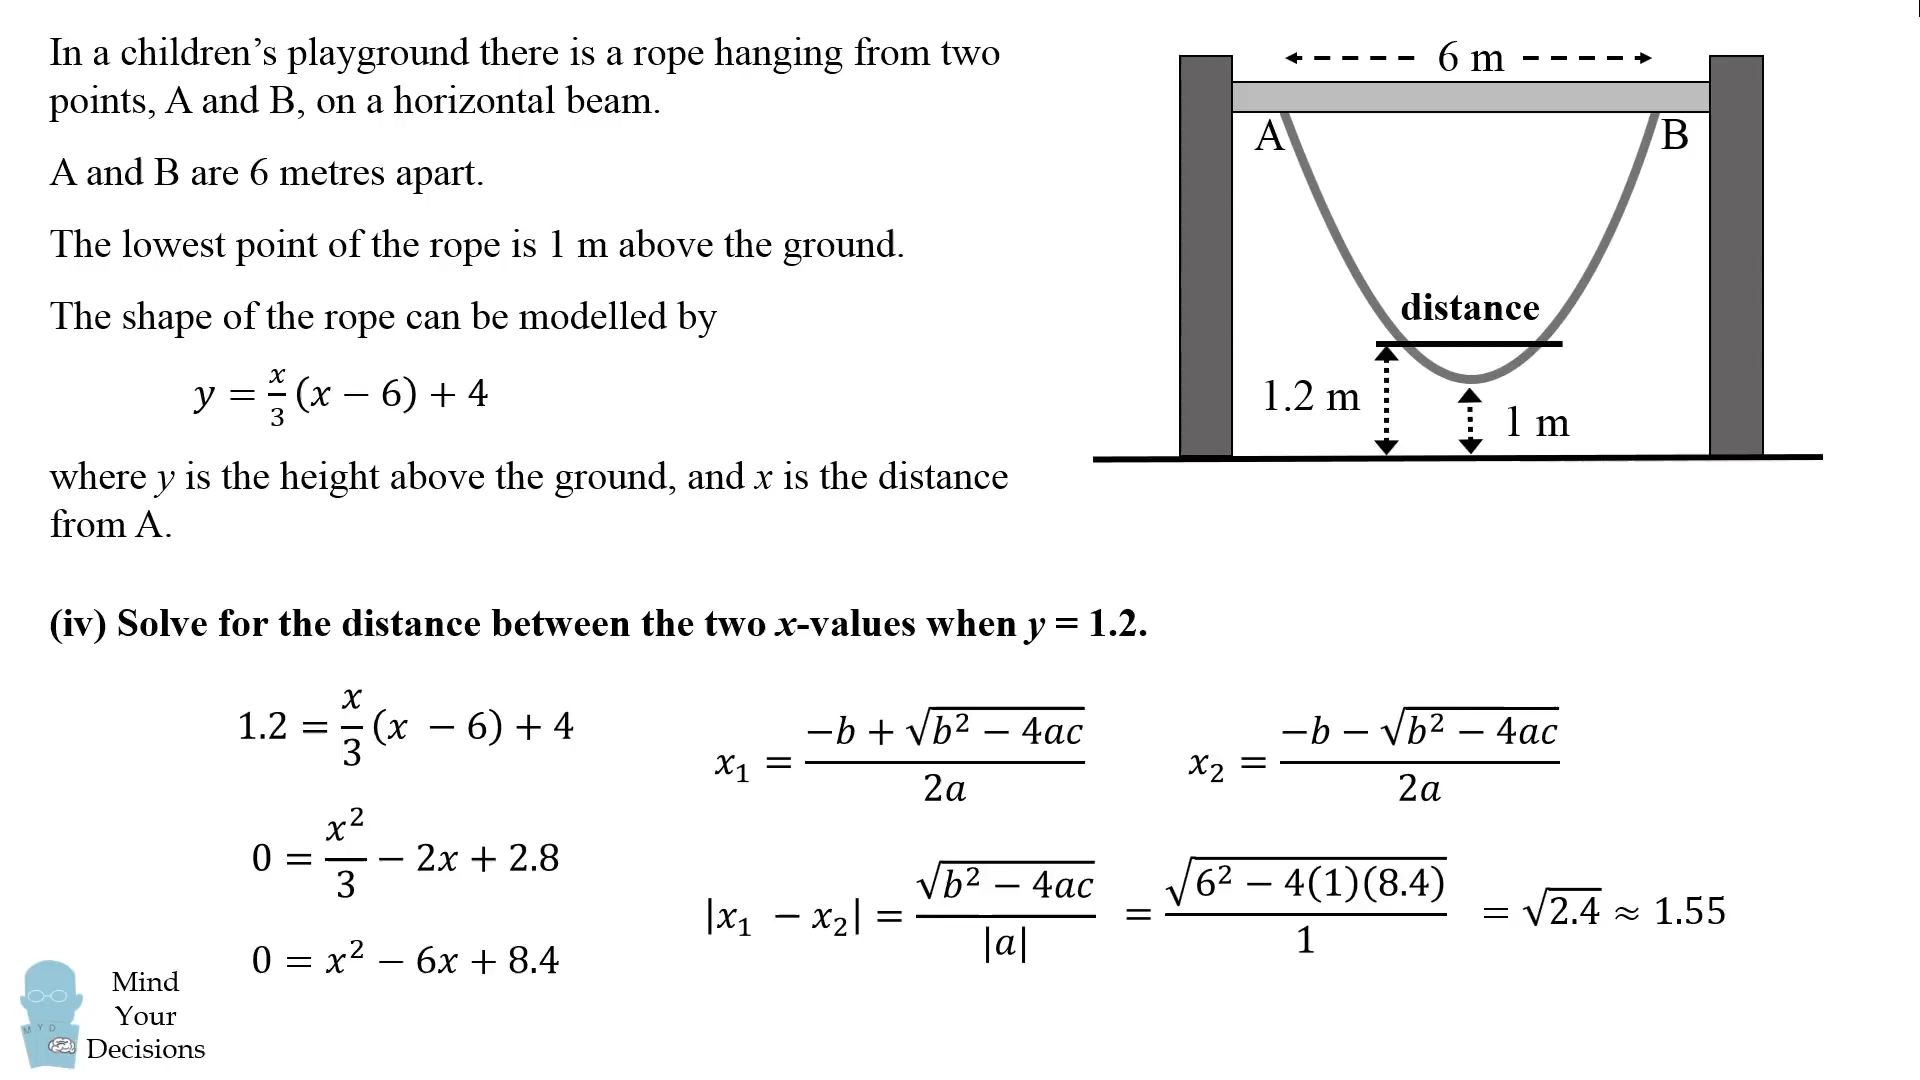 In a children’s playground there is a rope hanging from two
points, A and B, on a horizontal beam.
A and B are 6 metres apart.
The lowest point of the rope is 1 m above the ground.
The shape of the rope can be modelled by
y = x/3 (x − 6) + 4
where y is the height above the ground, and x is the distance
from A.
6 m
A
B
distance
1.2 m
1 m
(iv) Solve for the distance between the two x-values when y = 1.2.
1.2 = x/3 (x − 6) + 4
0 = x²/3 − 2x + 2.8
0 = x² − 6x + 8.4
x₁ = (−b + √(b² − 4ac))/2a
x₂ = (−b − √(b² − 4ac))/2a
|x₁ − x₂| = √(b² − 4ac)/|a| = √(6² − 4(1)(8.4))/1 = √2.4 ≈ 1.55
M Y D
Mind
Your
Decisions